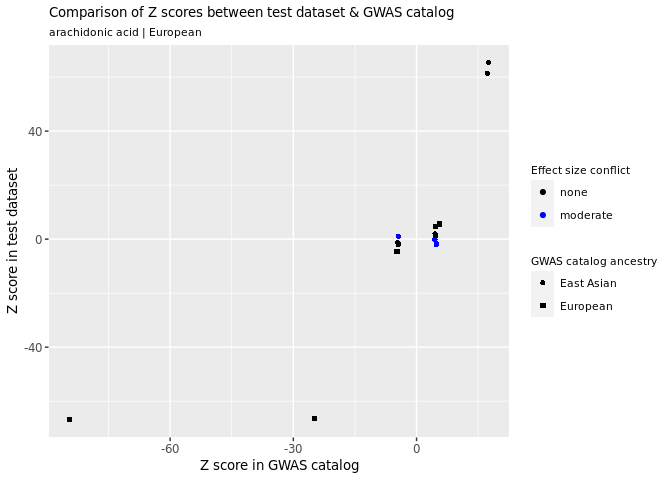 Comparison of Z scores between test dataset & GWAS catalog
arachidonic acid | European
Z score in test dataset
40
0
-40
-60
-30
0
Z score in GWAS catalog
Effect size conflict
none
moderate
GWAS catalog ancestry
East Asian
European